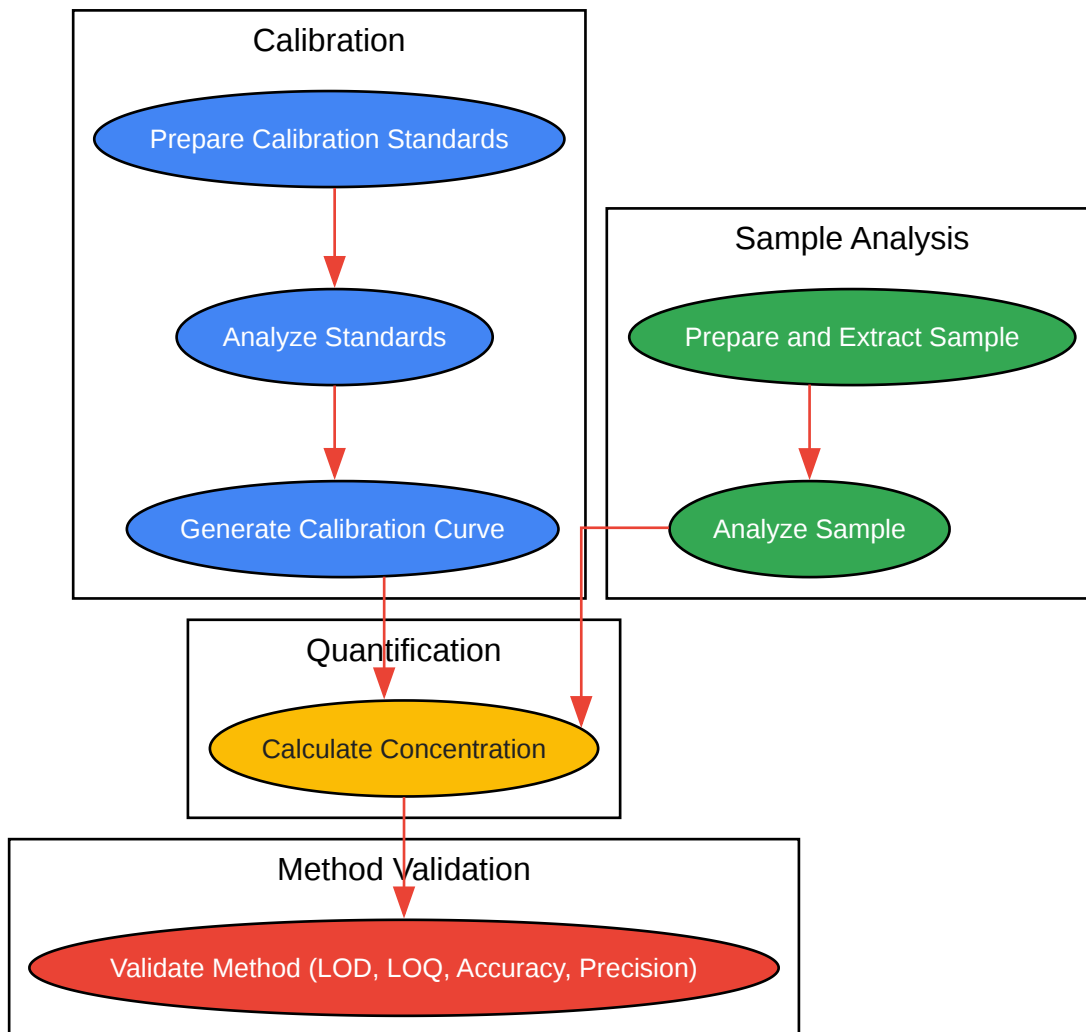 Calibration
Prepare Calibration Standards
Analyze Standards
Generate Calibration Curve
Sample Analysis
Prepare and Extract Sample
Analyze Sample
Quantification
Calculate Concentration
Method Validation
Validate Method (LOD, LOQ, Accuracy, Precision)